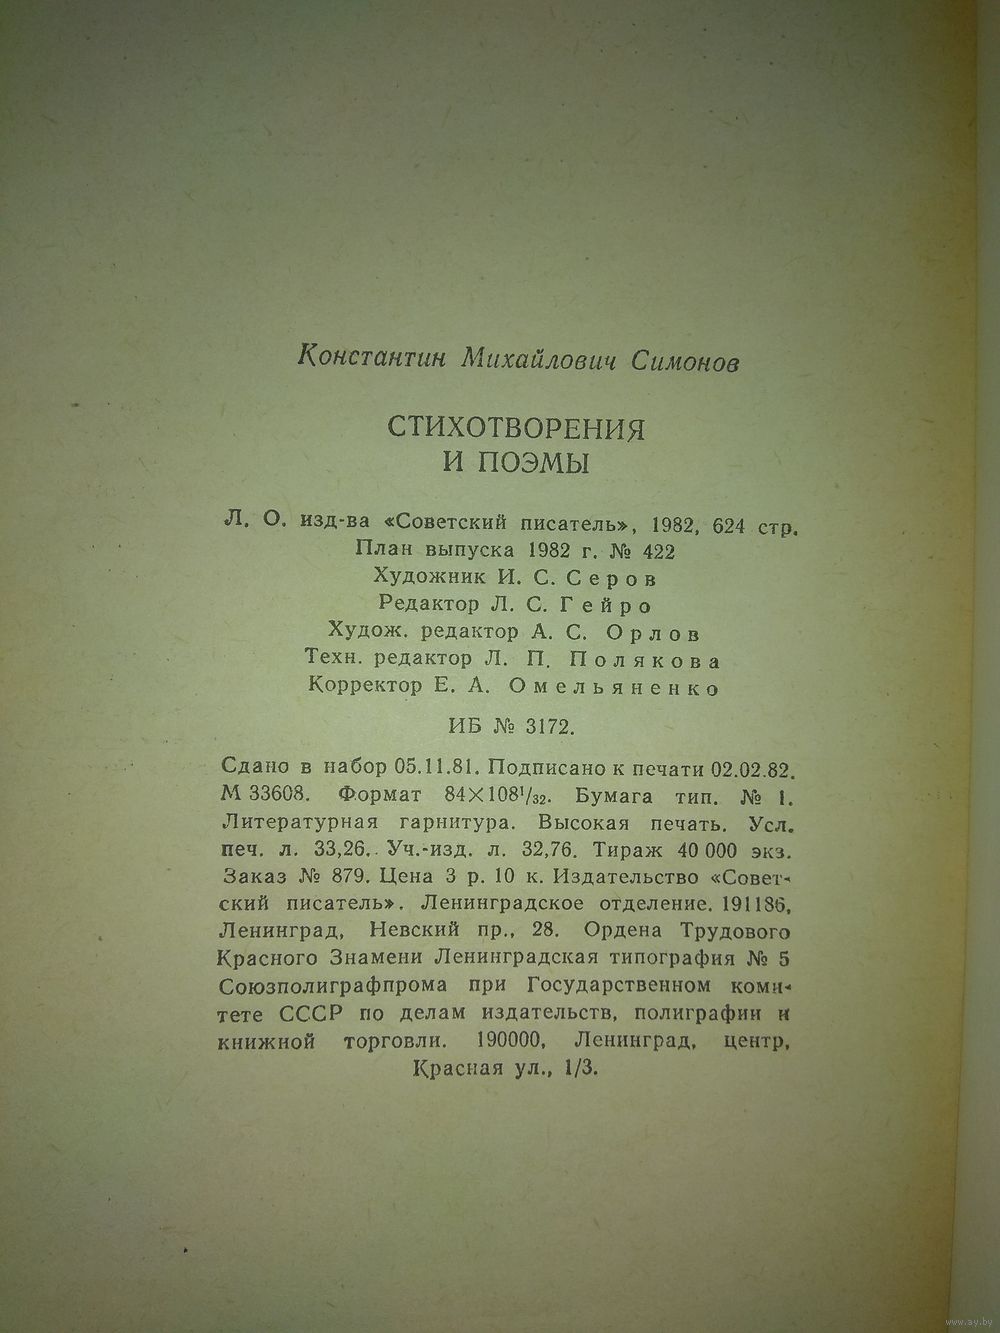 Константин Михайлович Симонов
СТИХОТВОРЕНИЯ
И ПОЭМЫ
Л. О. изд-ва «Советский писатель», 1982, 624 стр.
План выпуска 1982 г. № 422
Художник И. С. Серов
Редактор Л. С. Гейро
Худож. редактор А. С. Орлов
Техн. редактор Л. П. Полякова
Корректор Е. А. Омельяненко
ИБ № 3172.
Сдано в набор 05.11.81. Подписано к печати 02.02.82.
М 33608. Формат 84×108¹/₃₂. Бумага тип. № 1.
Литературная гарнитура. Высокая печать. Усл.
печ. л. 33,26. Уч.-изд. л. 32,76. Тираж 40 000 экз.
Заказ № 879. Цена 3 р. 10 к. Издательство «Совет-
ский писатель». Ленинградское отделение. 191186,
Ленинград, Невский пр., 28. Ордена Трудового
Красного Знамени Ленинградская типография № 5
Союзполиграфпрома при Государственном коми-
тете СССР по делам издательств, полиграфии и
книжной торговли. 190000, Ленинград, центр,
Красная ул., 1/3.
www.ay.by